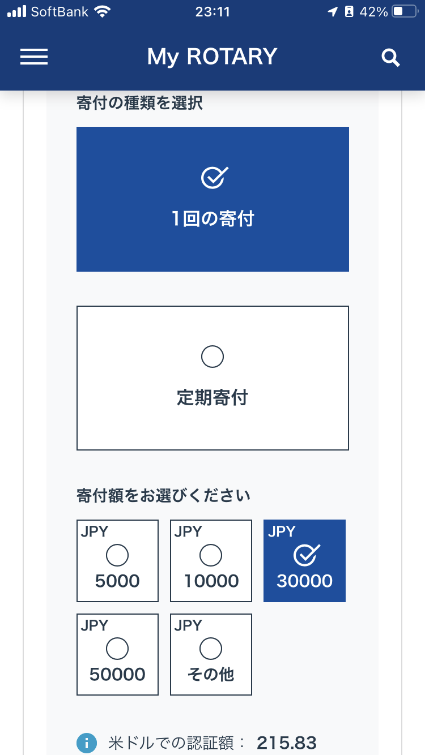 SoftBank 23:11 42%
My ROTARY
寄付の種類を選択
1回の寄付
定期寄付
寄付額をお選びください
JPY JPY JPY
5000 10000 30000
JPY JPY
50000 その他
米ドルでの認証額： 215.83